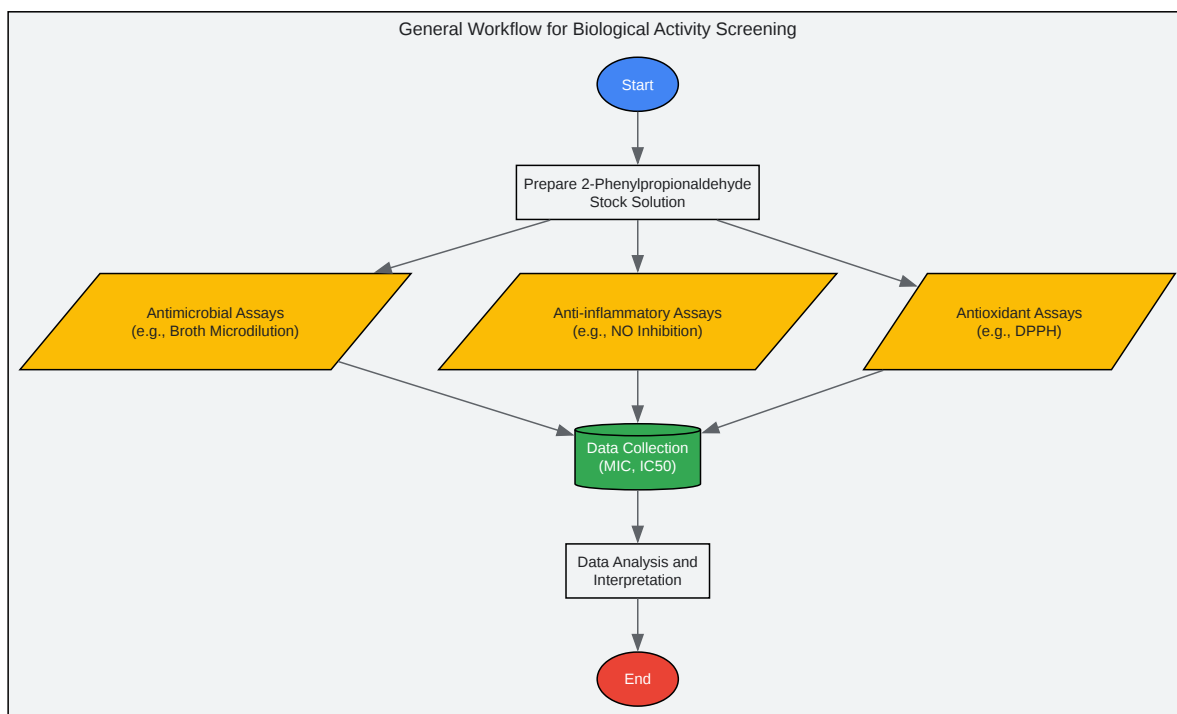 General Workflow for Biological Activity Screening
Start
Prepare 2-Phenylpropionaldehyde
Stock Solution
Antimicrobial Assays
(e.g., Broth Microdilution)
Anti-inflammatory Assays
(e.g., NO Inhibition)
Antioxidant Assays
(e.g., DPPH)
Data Collection
(MIC, IC50)
Data Analysis and
Interpretation
End